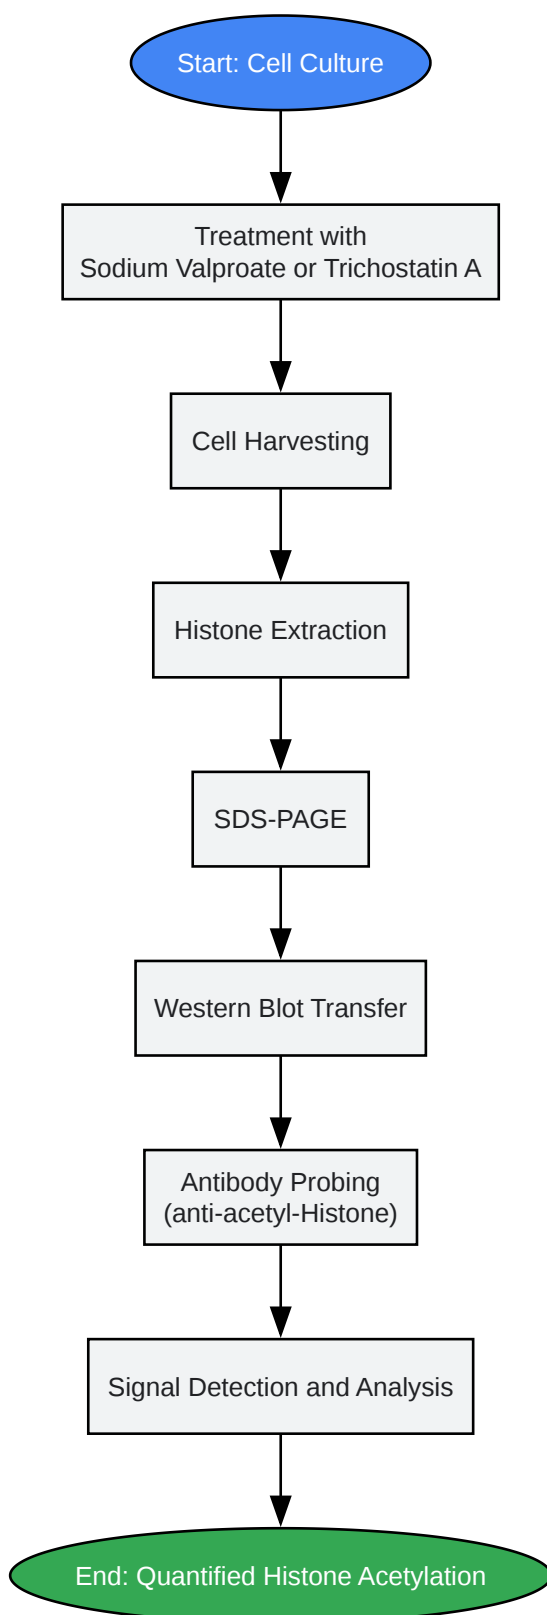 Start: Cell Culture
Treatment with
Sodium Valproate or Trichostatin A
Cell Harvesting
Histone Extraction
SDS-PAGE
Western Blot Transfer
Antibody Probing
(anti-acetyl-Histone)
Signal Detection and Analysis
End: Quantified Histone Acetylation